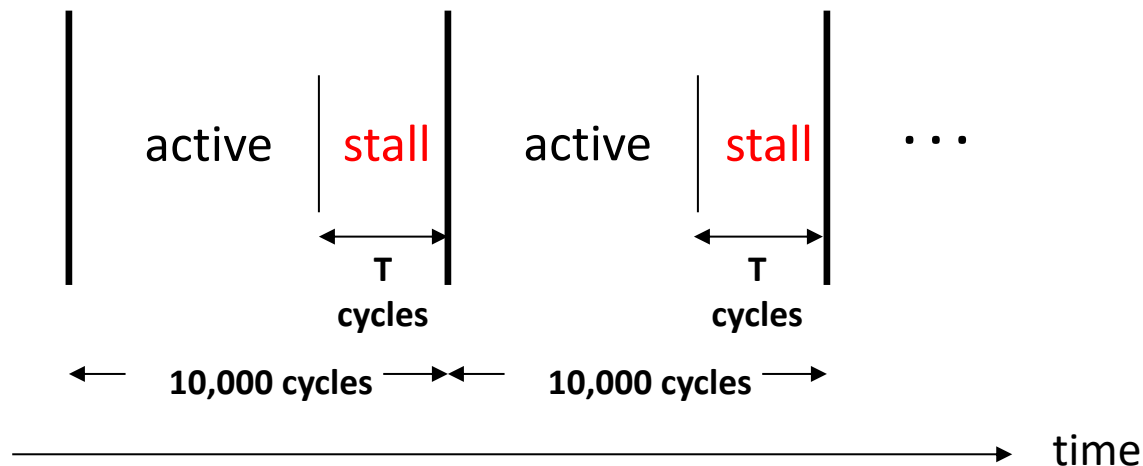 active stall active stall . . .
T T
cycles cycles
10,000 cycles 10,000 cycles
time